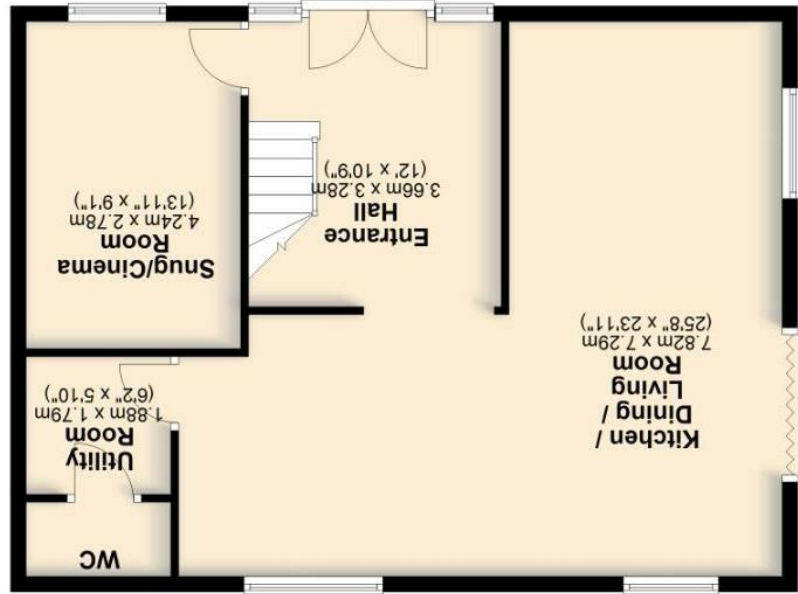 WC
Utility
Room
1.88m x 1.79m
(6'2" x 5'10")
Kitchen /
Dining /
Living
Room
7.82m x 7.29m
(25'8" x 23'11")
Snug/Cinema
Room
4.24m x 2.78m
(13'11" x 9'1")
Entrance
Hall
3.66m x 3.28m
(12' x 10'9")